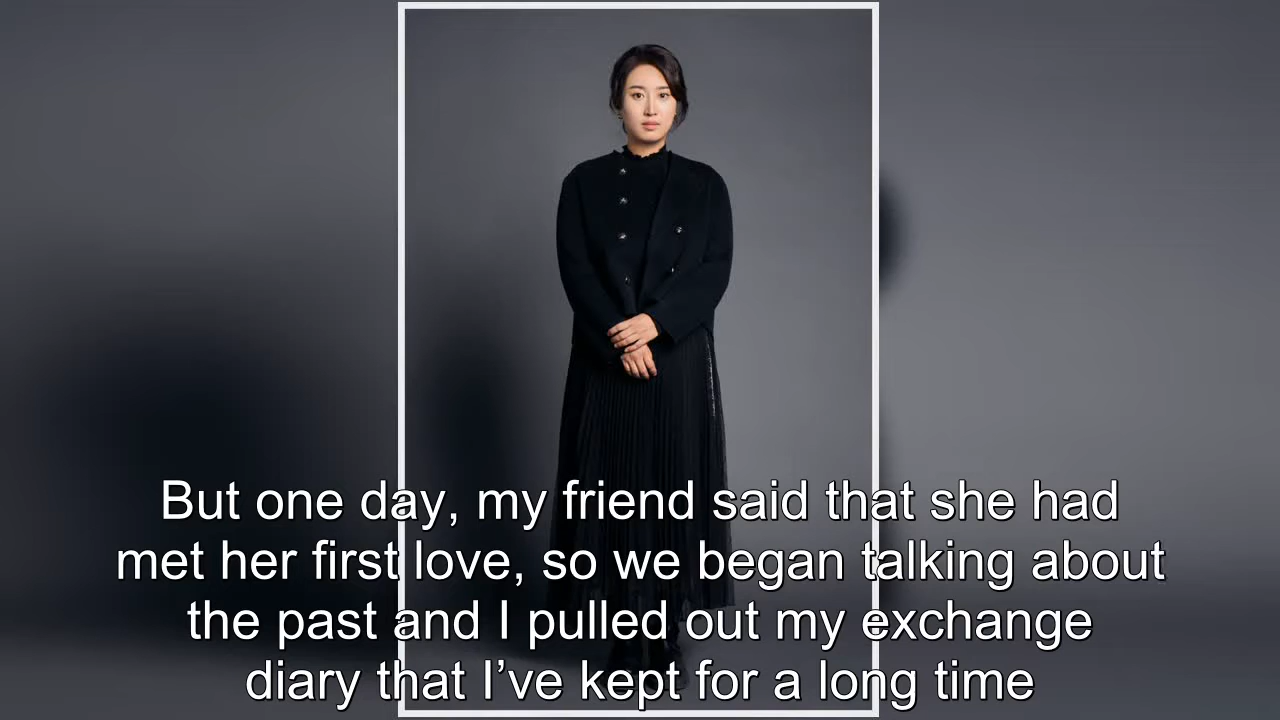 But one day, my friend said that she had
met her first love, so we began talking about
the past and I pulled out my exchange
diary that I’ve kept for a long time